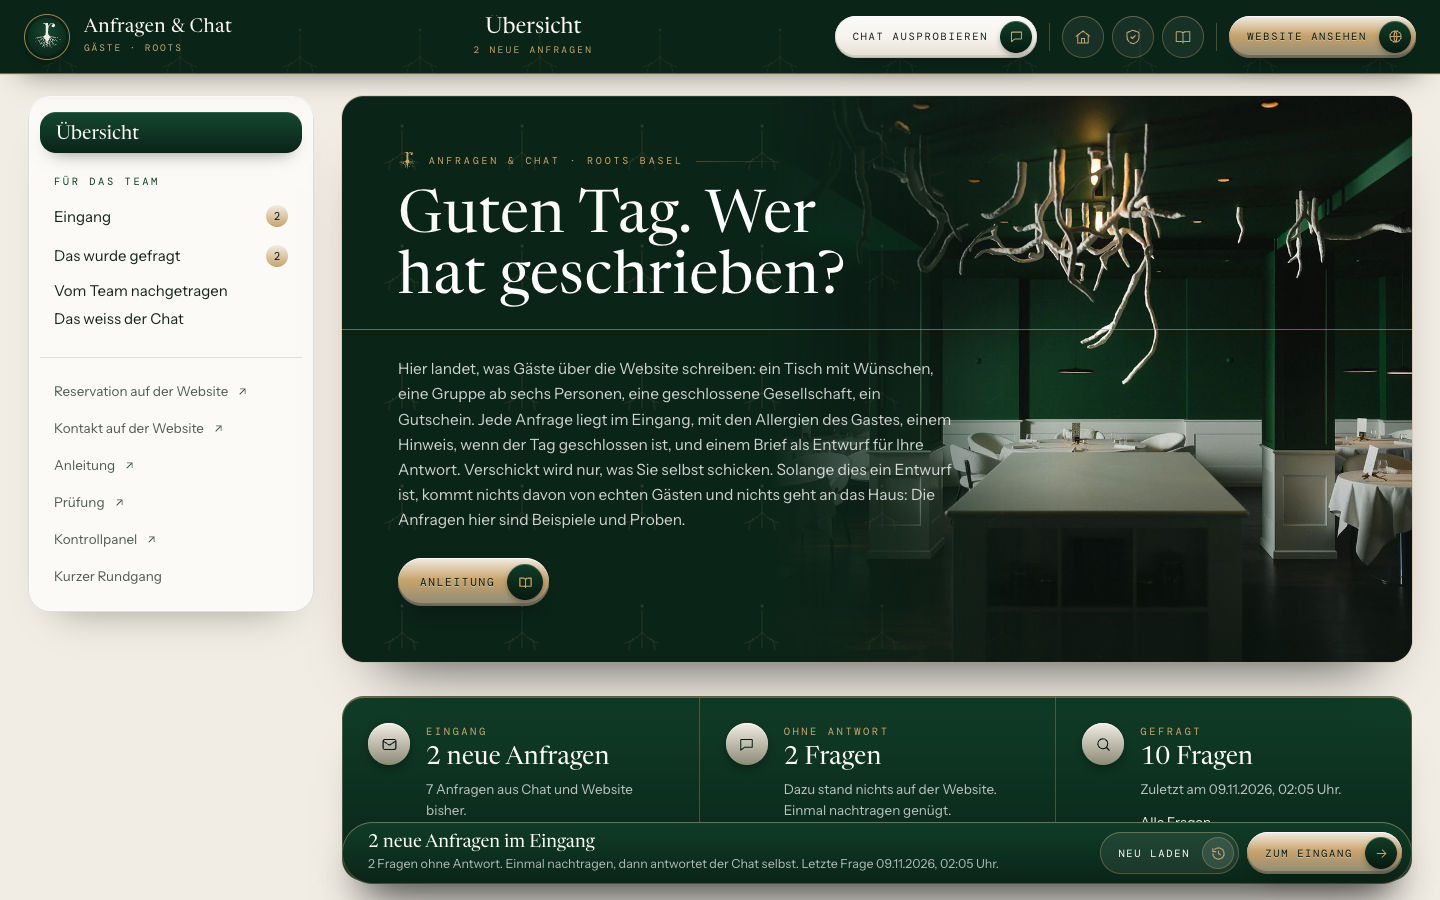 Anfragen & Chat
GÄSTE · ROOTS
Übersicht
2 NEUE ANFRAGEN
CHAT AUSPROBIEREN
WEBSITE ANSEHEN
Übersicht
FÜR DAS TEAM
Eingang 2
Das wurde gefragt 2
Vom Team nachgetragen
Das weiss der Chat
Reservation auf der Website
Kontakt auf der Website
Anleitung
Prüfung
Kontrollpanel
Kurzer Rundgang
ANFRAGEN & CHAT · ROOTS BASEL
Guten Tag. Wer
hat geschrieben?
Hier landet, was Gäste über die Website schreiben: ein Tisch mit Wünschen,
eine Gruppe ab sechs Personen, eine geschlossene Gesellschaft, ein
Gutschein. Jede Anfrage liegt im Eingang, mit den Allergien des Gastes, einem
Hinweis, wenn der Tag geschlossen ist, und einem Brief als Entwurf für Ihre
Antwort. Verschickt wird nur, was Sie selbst schicken. Solange dies ein Entwurf
ist, kommt nichts davon von echten Gästen und nichts geht an das Haus: Die
Anfragen hier sind Beispiele und Proben.
ANLEITUNG
EINGANG
2 neue Anfragen
7 Anfragen aus Chat und Website
bisher.
OHNE ANTWORT
2 Fragen
Dazu stand nichts auf der Website.
Einmal nachtragen genügt.
GEFRAGT
10 Fragen
Zuletzt am 09.11.2026, 02:05 Uhr.
Alle Fragen
2 neue Anfragen im Eingang
2 Fragen ohne Antwort. Einmal nachtragen, dann antwortet der Chat selbst. Letzte Frage 09.11.2026, 02:05 Uhr.
NEU LADEN
ZUM EINGANG